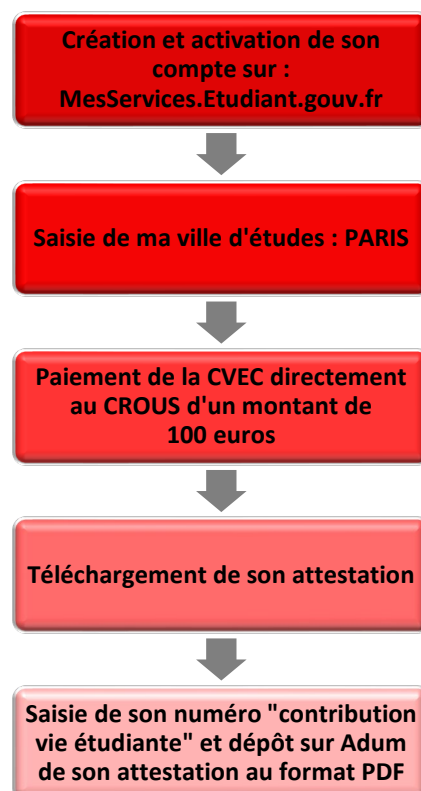 Création et activation de son
compte sur :
MesServices.Etudiant.gouv.fr
Saisie de ma ville d'études : PARIS
Paiement de la CVEC directement
au CROUS d'un montant de
100 euros
Téléchargement de son attestation
Saisie de son numéro "contribution
vie étudiante" et dépôt sur Adum
de son attestation au format PDF